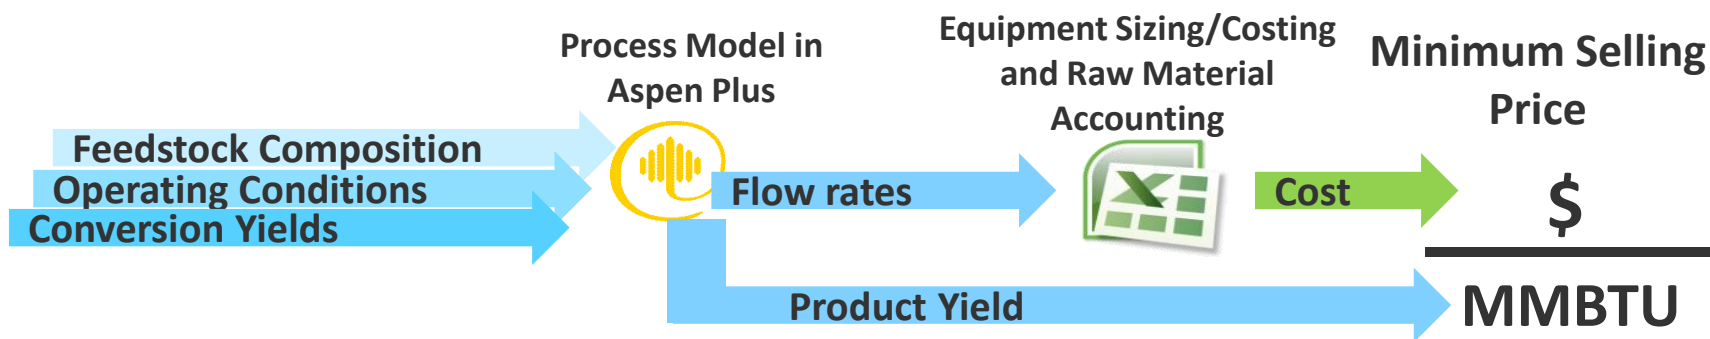 Process Model in
Aspen Plus
Equipment Sizing/Costing
and Raw Material
Accounting
Minimum Selling
Price
Feedstock Composition
Operating Conditions
Conversion Yields
Flow rates
Cost
$
Product Yield
MMBTU